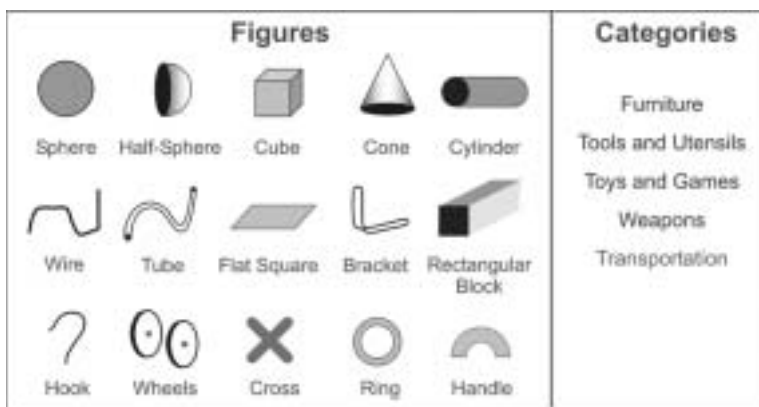 Figures
Sphere Half-Sphere Cube Cone Cylinder
Wire Tube Flat Square Bracket Rectangular
Block
Hook Wheels Cross Ring Handle
Categories
Furniture
Tools and Utensils
Toys and Games
Weapons
Transportation